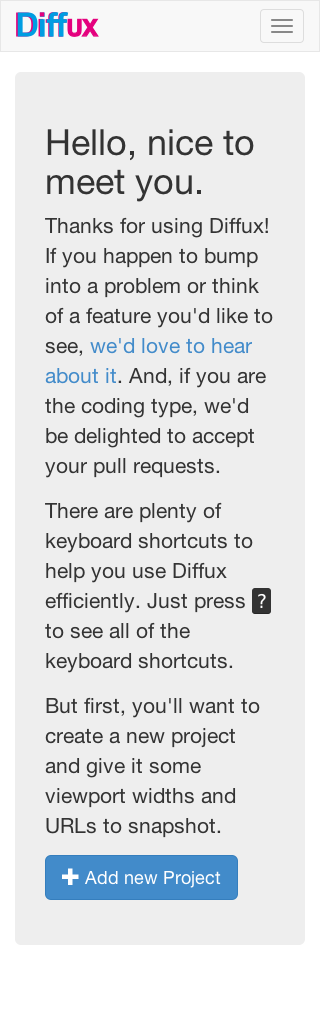 Diffux
Hello, nice to
meet you.
Thanks for using Diffux!
If you happen to bump
into a problem or think
of a feature you'd like to
see, we'd love to hear
about it. And, if you are
the coding type, we'd
be delighted to accept
your pull requests.
There are plenty of
keyboard shortcuts to
help you use Diffux
efficiently. Just press ?
to see all of the
keyboard shortcuts.
But first, you'll want to
create a new project
and give it some
viewport widths and
URLs to snapshot.
Add new Project